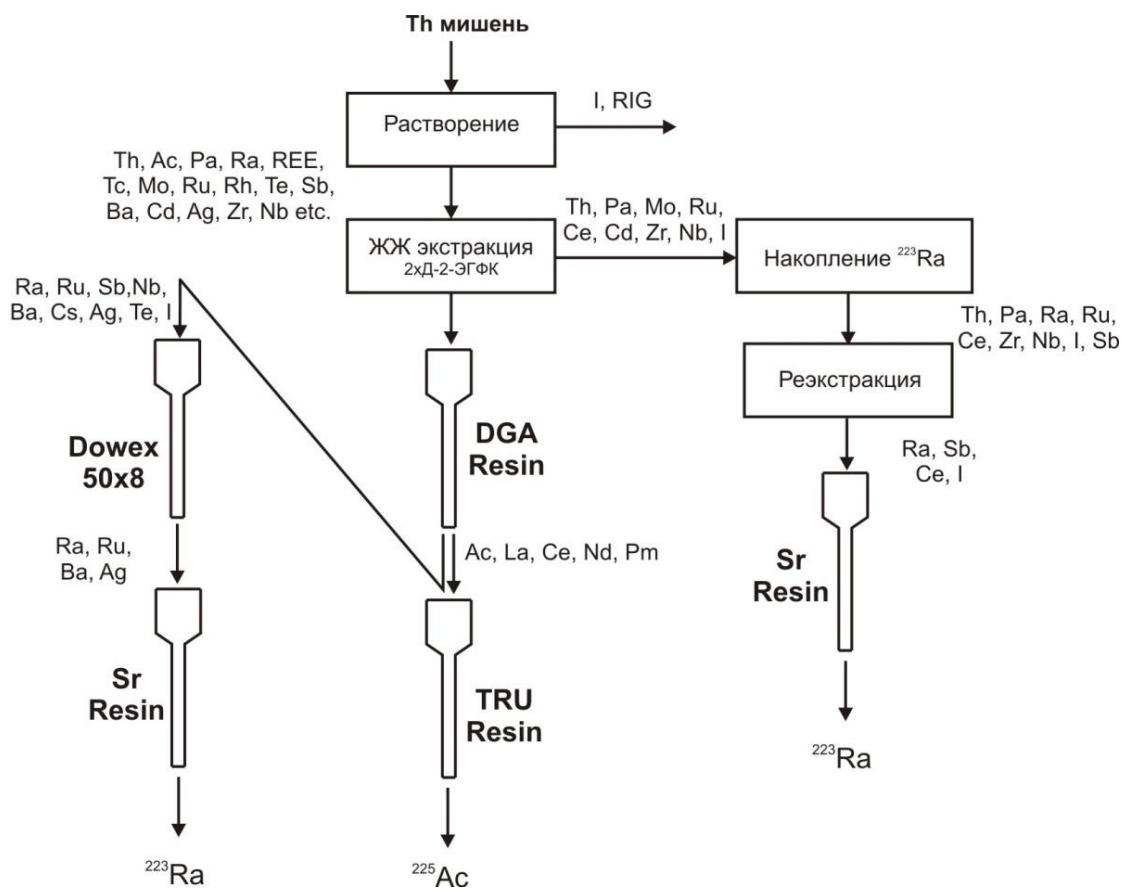 Th мишень
Растворение
I, RIG
Th, Ac, Pa, Ra, REE,
Tc, Mo, Ru, Rh, Te, Sb,
Ba, Cd, Ag, Zr, Nb etc.
ЖЖ экстракция
2хД-2-ЭГФК
Th, Pa, Mo, Ru,
Ce, Cd, Zr, Nb, I
Накопление ²²³Ra
Ra, Ru, Sb,Nb,
Ba, Cs, Ag, Te, I
Th, Pa, Ra, Ru,
Ce, Zr, Nb, I, Sb
Реэкстракция
Dowex
50x8
DGA
Resin
Ra, Sb,
Ce, I
Ra, Ru,
Ba, Ag
Ac, La, Ce, Nd, Pm
Sr
Resin
Sr
Resin
TRU
Resin
²²³Ra
²²³Ra
²²⁵Ac